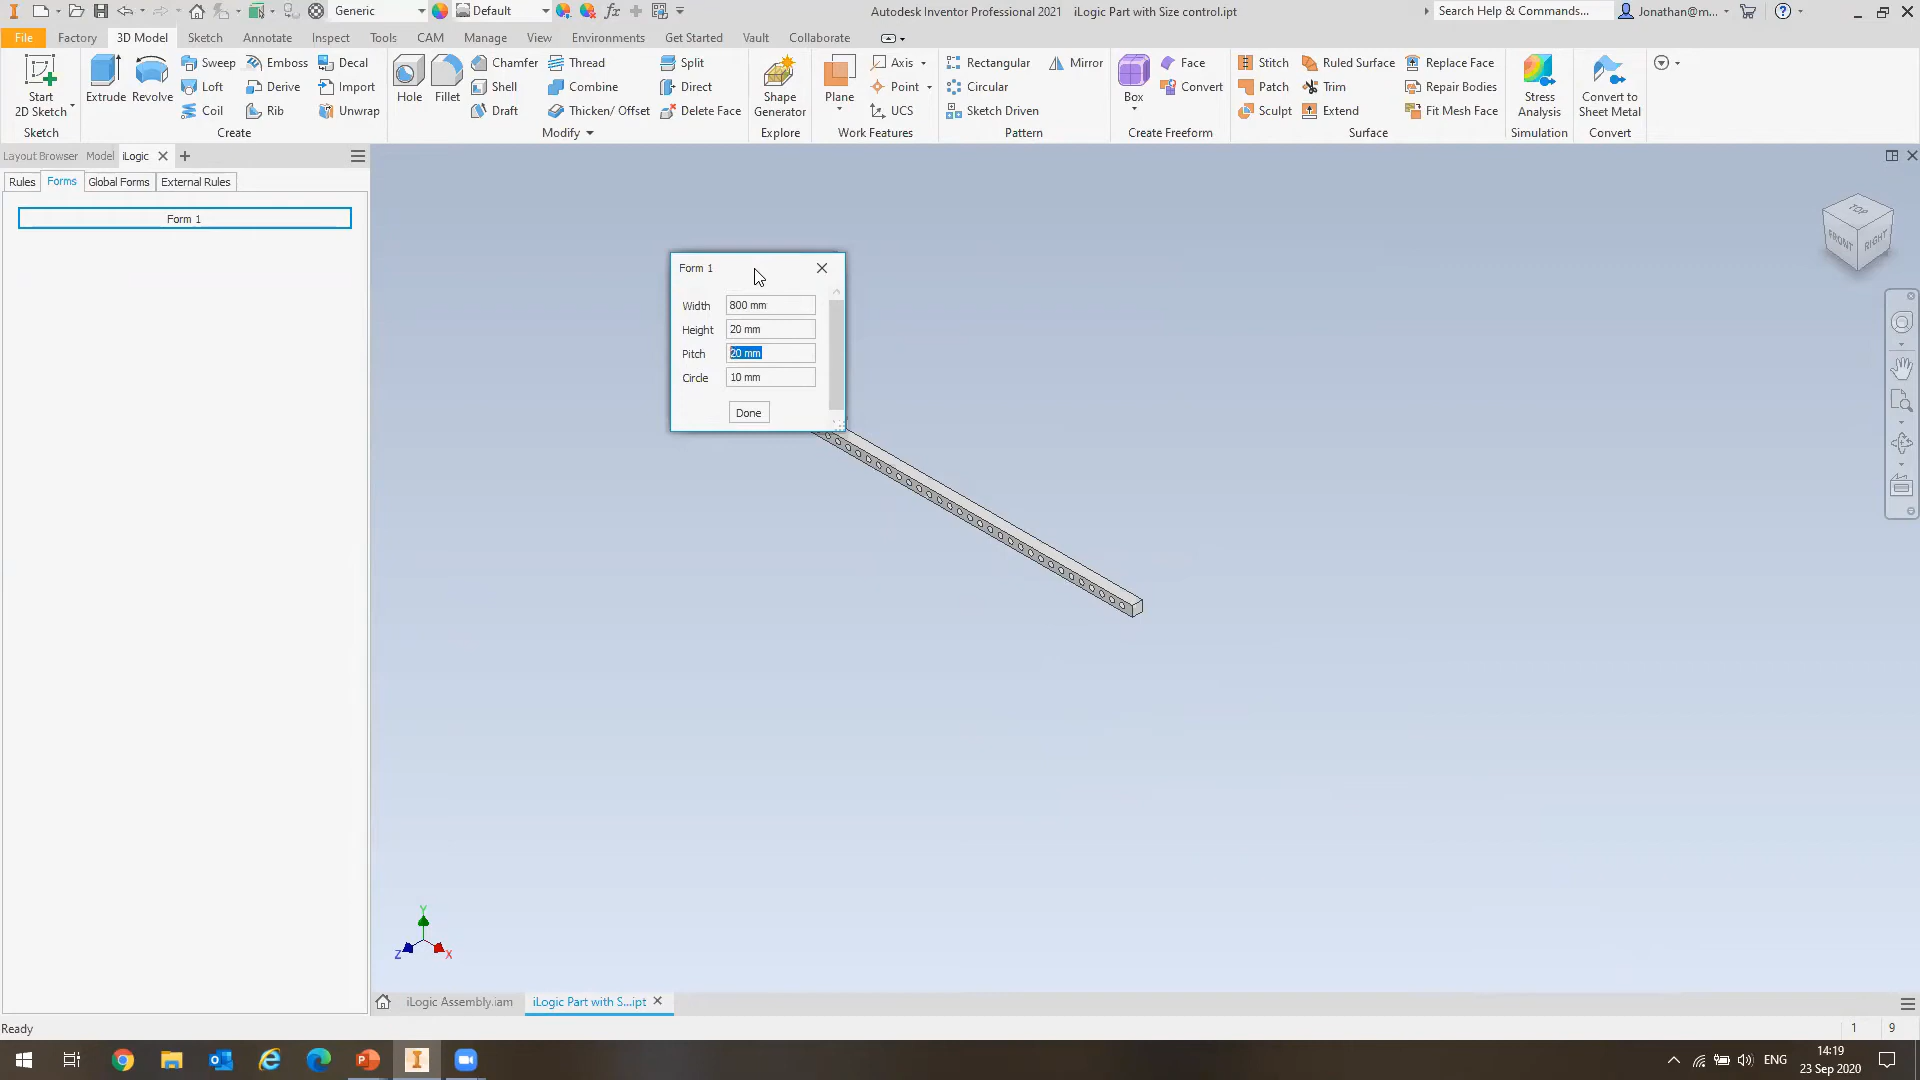 Generic
Default
Autodesk Inventor Professional 2021 iLogic Part with Size control.ipt
Search Help & Commands...
Jonathan@m...
File Factory 3D Model Sketch Annotate Inspect Tools CAM Manage View Environments Get Started Vault Collaborate
Start
2D Sketch
Sketch
Extrude
Revolve
Sweep
Loft
Coil
Emboss
Derive
Rib
Decal
Import
Unwrap
Create
Hole
Fillet
Chamfer
Shell
Draft
Thread
Combine
Thicken/ Offset
Split
Direct
Delete Face
Modify
Shape
Generator
Explore
Plane
Axis
Point
UCS
Work Features
Rectangular
Circular
Sketch Driven
Mirror
Pattern
Box
Face
Convert
Create Freeform
Stitch
Patch
Sculpt
Ruled Surface
Trim
Extend
Replace Face
Repair Bodies
Fit Mesh Face
Surface
Stress
Analysis
Simulation
Convert to
Sheet Metal
Convert
Layout Browser Model iLogic
Rules Forms Global Forms External Rules
Form 1
TOP
FRONT
RIGHT
Form 1
Width 800 mm
Height 20 mm
Pitch 20 mm
Circle 10 mm
Done
Y
Z
X
iLogic Assembly.iam iLogic Part with S...ipt
Ready
1 9
ENG
14:19
23 Sep 2020